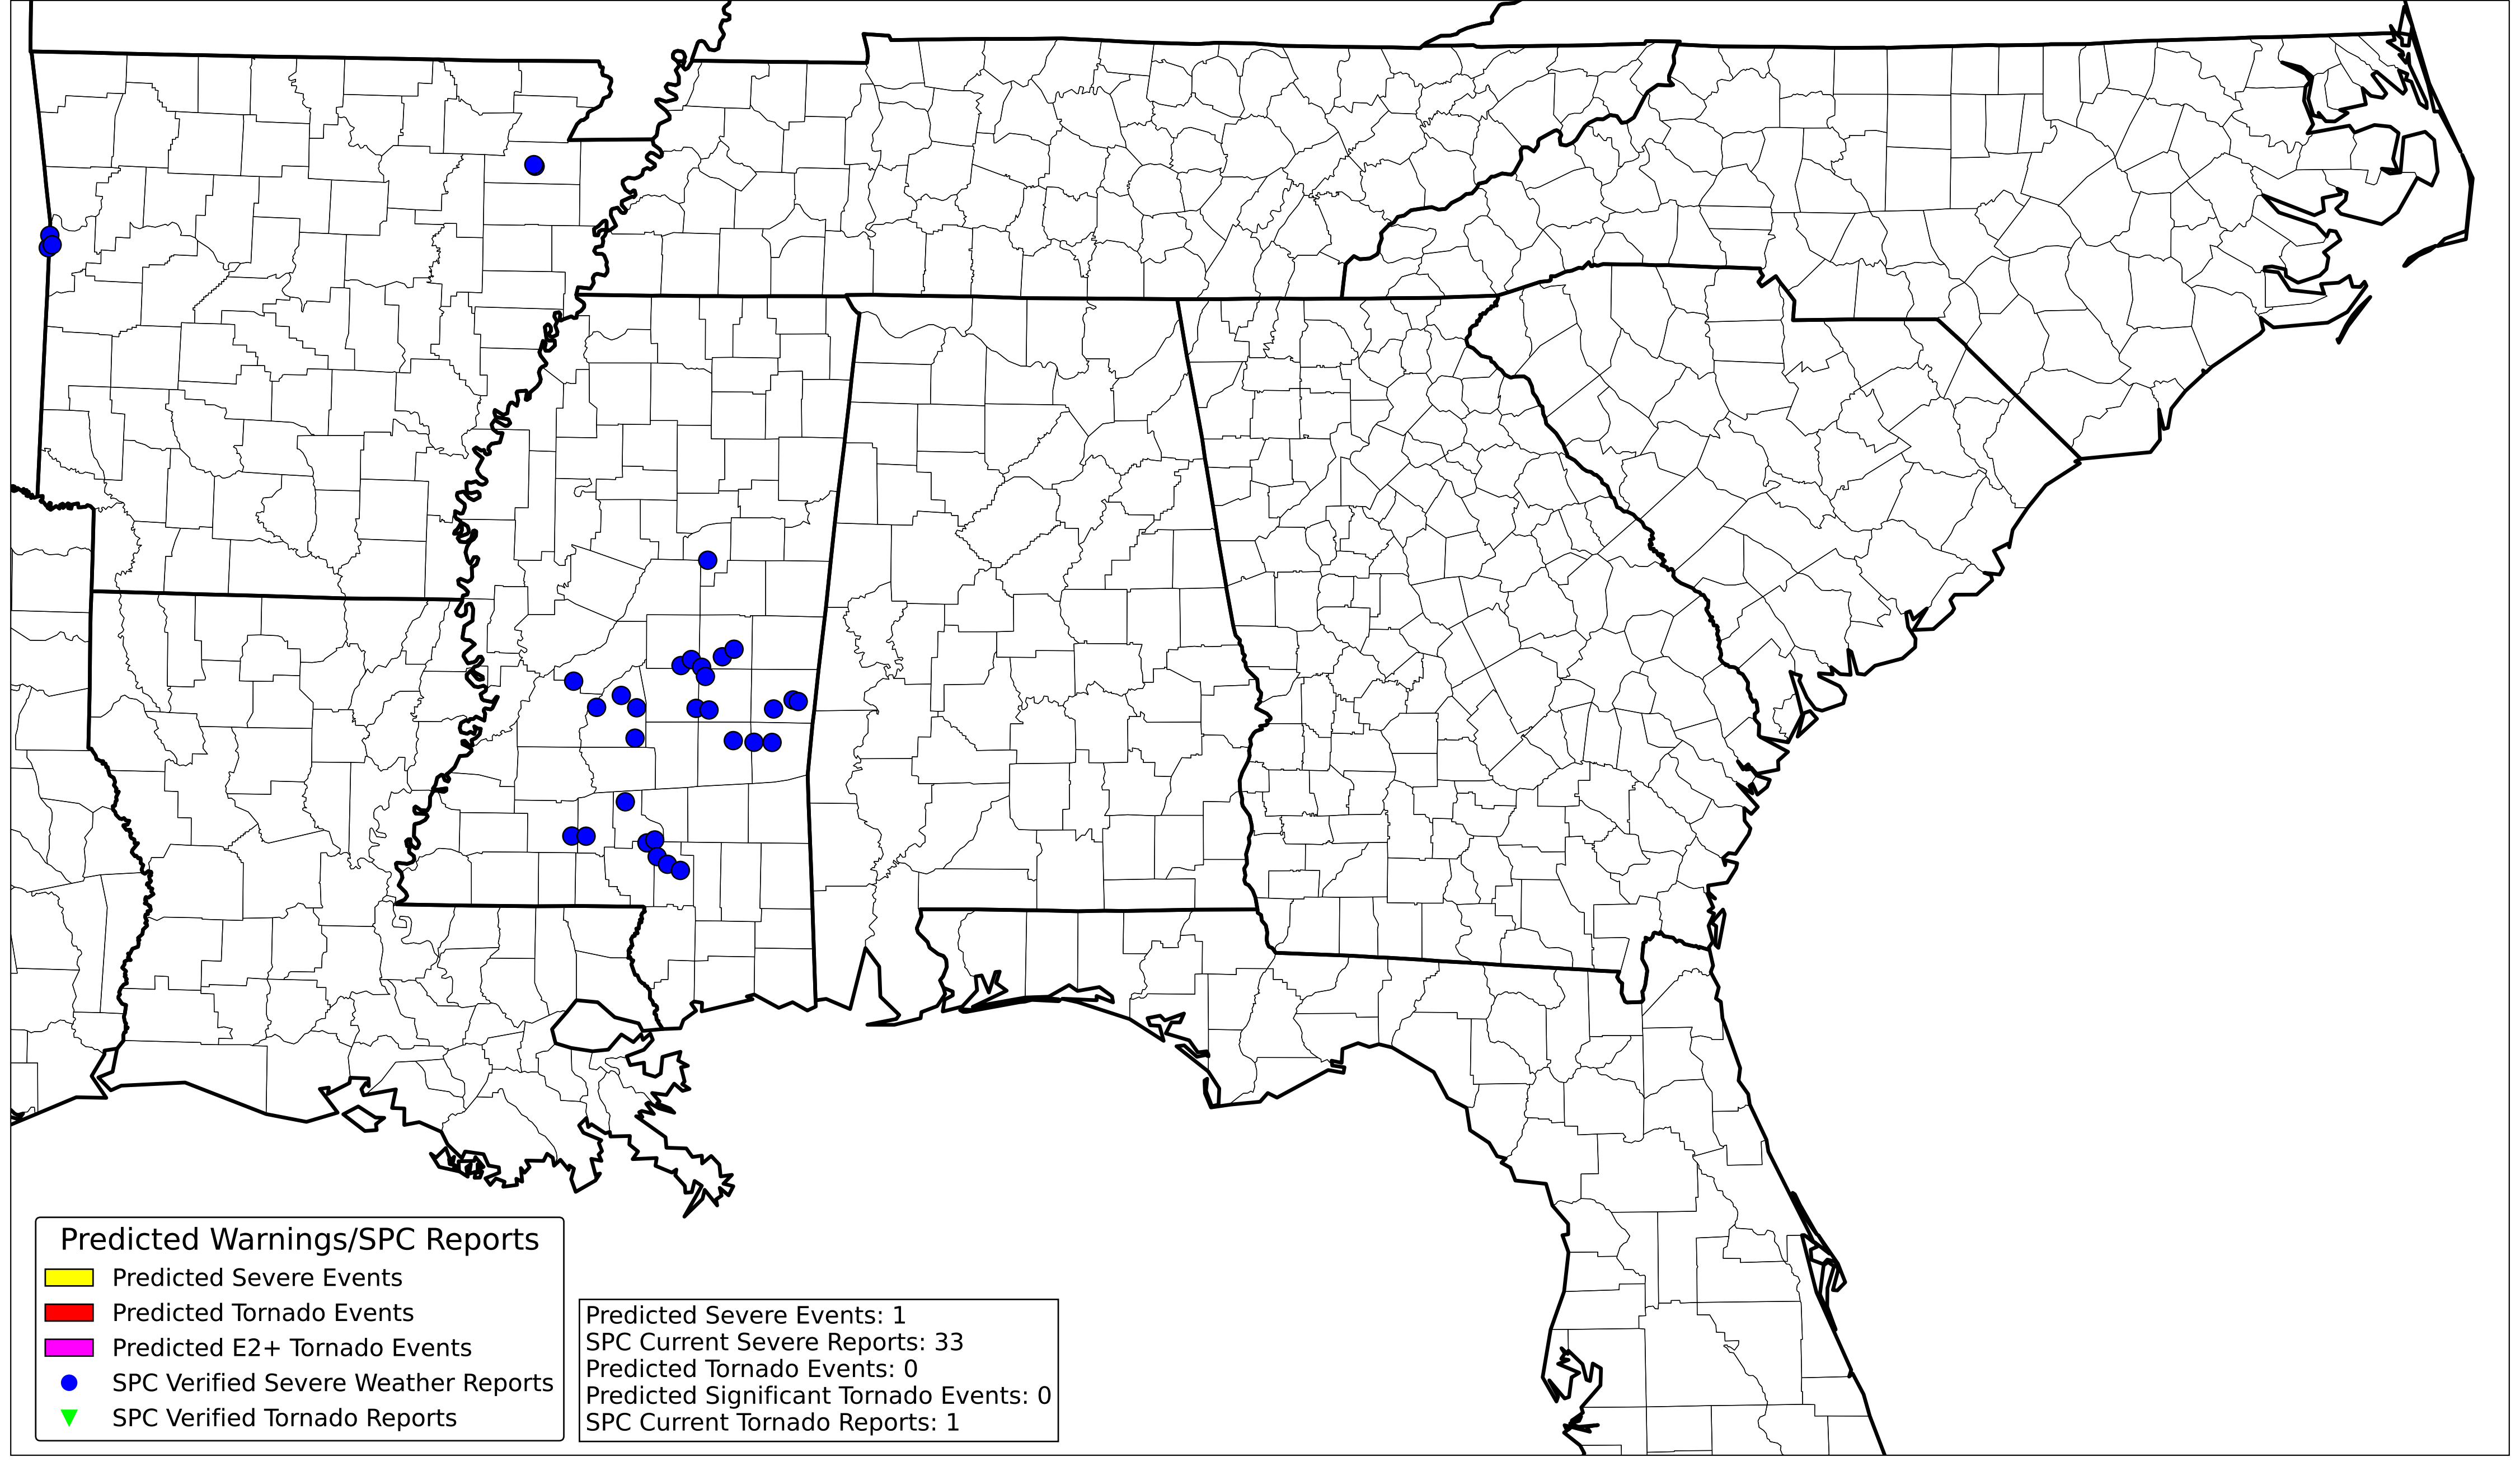 Predicted Warnings/SPC Reports
Predicted Severe Events
Predicted Tornado Events
Predicted E2+ Tornado Events
SPC Verified Severe Weather Reports
SPC Verified Tornado Reports
Predicted Severe Events: 1
SPC Current Severe Reports: 33
Predicted Tornado Events: 0
Predicted Significant Tornado Events: 0
SPC Current Tornado Reports: 1